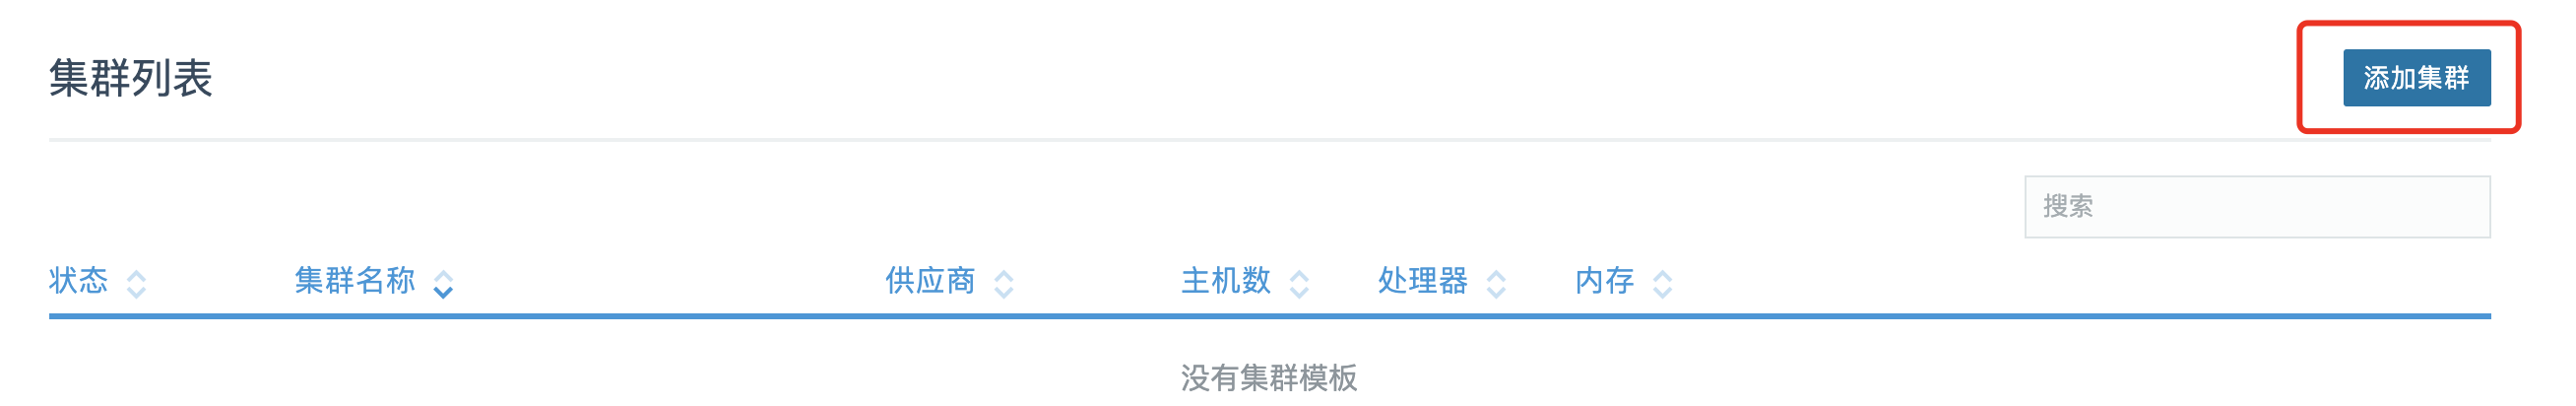 集群列表
添加集群
搜索
状态 集群名称 供应商 主机数 处理器 内存
没有集群模板